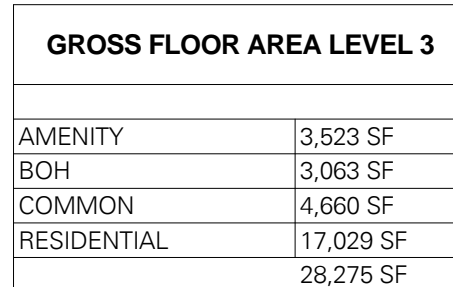 GROSS FLOOR AREA LEVEL 3
AMENITY 3,523 SF
BOH 3,063 SF
COMMON 4,660 SF
RESIDENTIAL 17,029 SF
28,275 SF